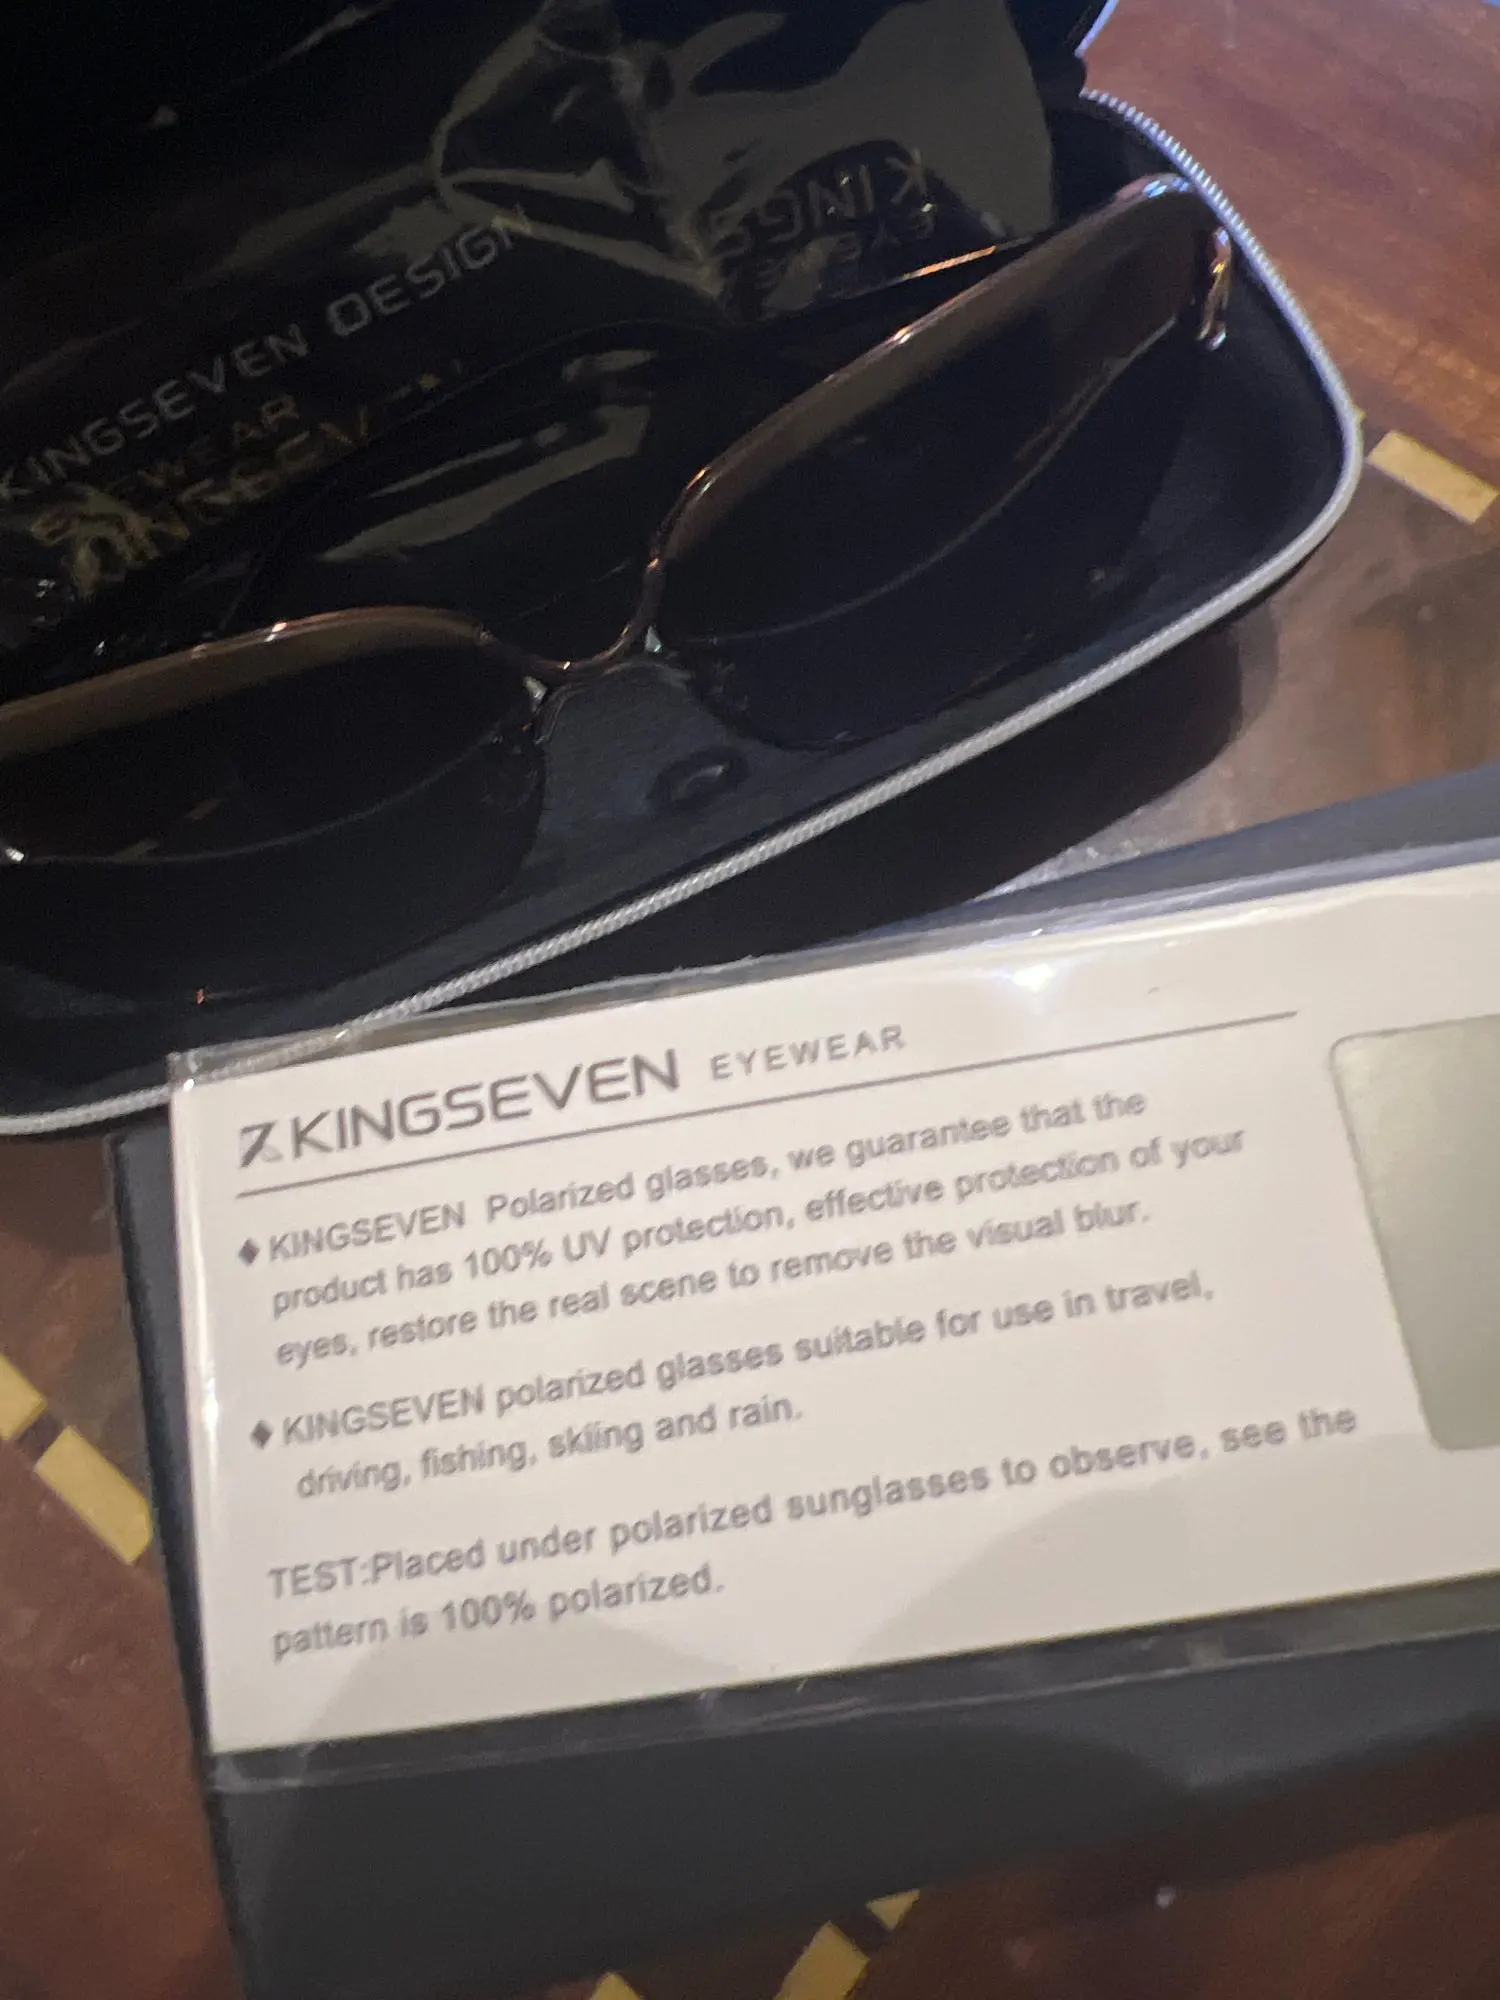 KINGSEVEN DESIGN
EYEWEAR
KINGS
KINGSEVEN EYEWEAR
◆ KINGSEVEN Polarized glasses, we guarantee that the
product has 100% UV protection, effective protection of your
eyes, restore the real scene to remove the visual blur.
◆ KINGSEVEN polarized glasses suitable for use in travel,
driving, fishing, skiing and rain.
TEST:Placed under polarized sunglasses to observe, see the
pattern is 100% polarized.